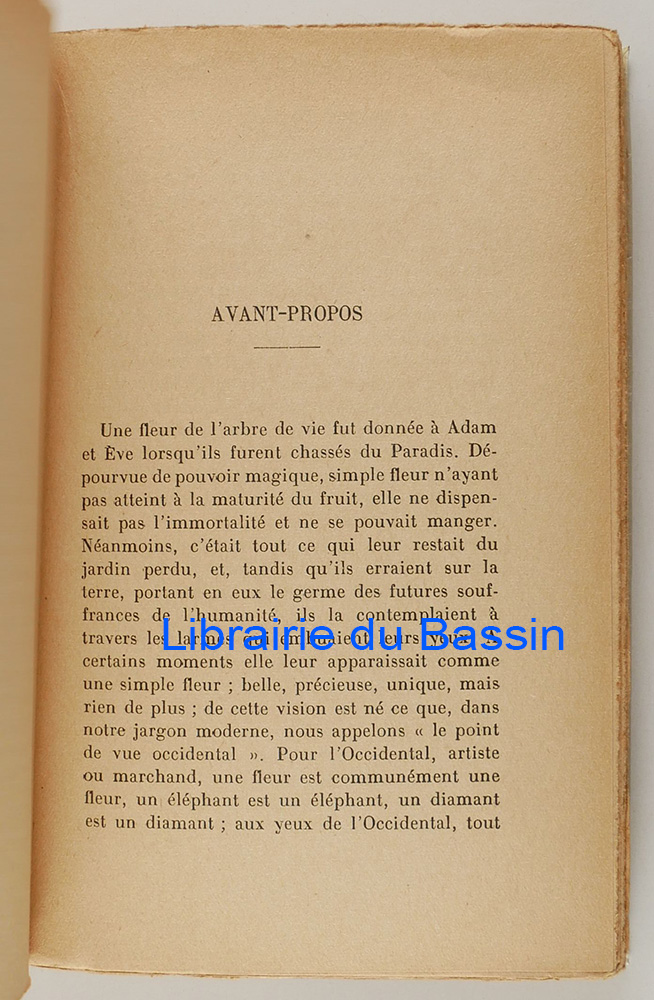 AVANT-PROPOS
Une fleur de l'arbre de vie fut donnée à Adam
et Ève lorsqu'ils furent chassés du Paradis. Dé-
pourvue de pouvoir magique, simple fleur n'ayant
pas atteint à la maturité du fruit, elle ne dispen-
sait pas l'immortalité et ne se pouvait manger.
Néanmoins, c'était tout ce qui leur restait du
jardin perdu, et, tandis qu'ils erraient sur la
terre, portant en eux le germe des futures souf-
frances de l'humanité, ils la contemplaient à
travers les larmes qui embuaient leurs yeux. A
Librairie du Bassin
certains moments elle leur apparaissait comme
une simple fleur ; belle, précieuse, unique, mais
rien de plus ; de cette vision est né ce que, dans
notre jargon moderne, nous appelons « le point
de vue occidental ». Pour l'Occidental, artiste
ou marchand, une fleur est communément une
fleur, un éléphant est un éléphant, un diamant
est un diamant ; aux yeux de l'Occidental, tout